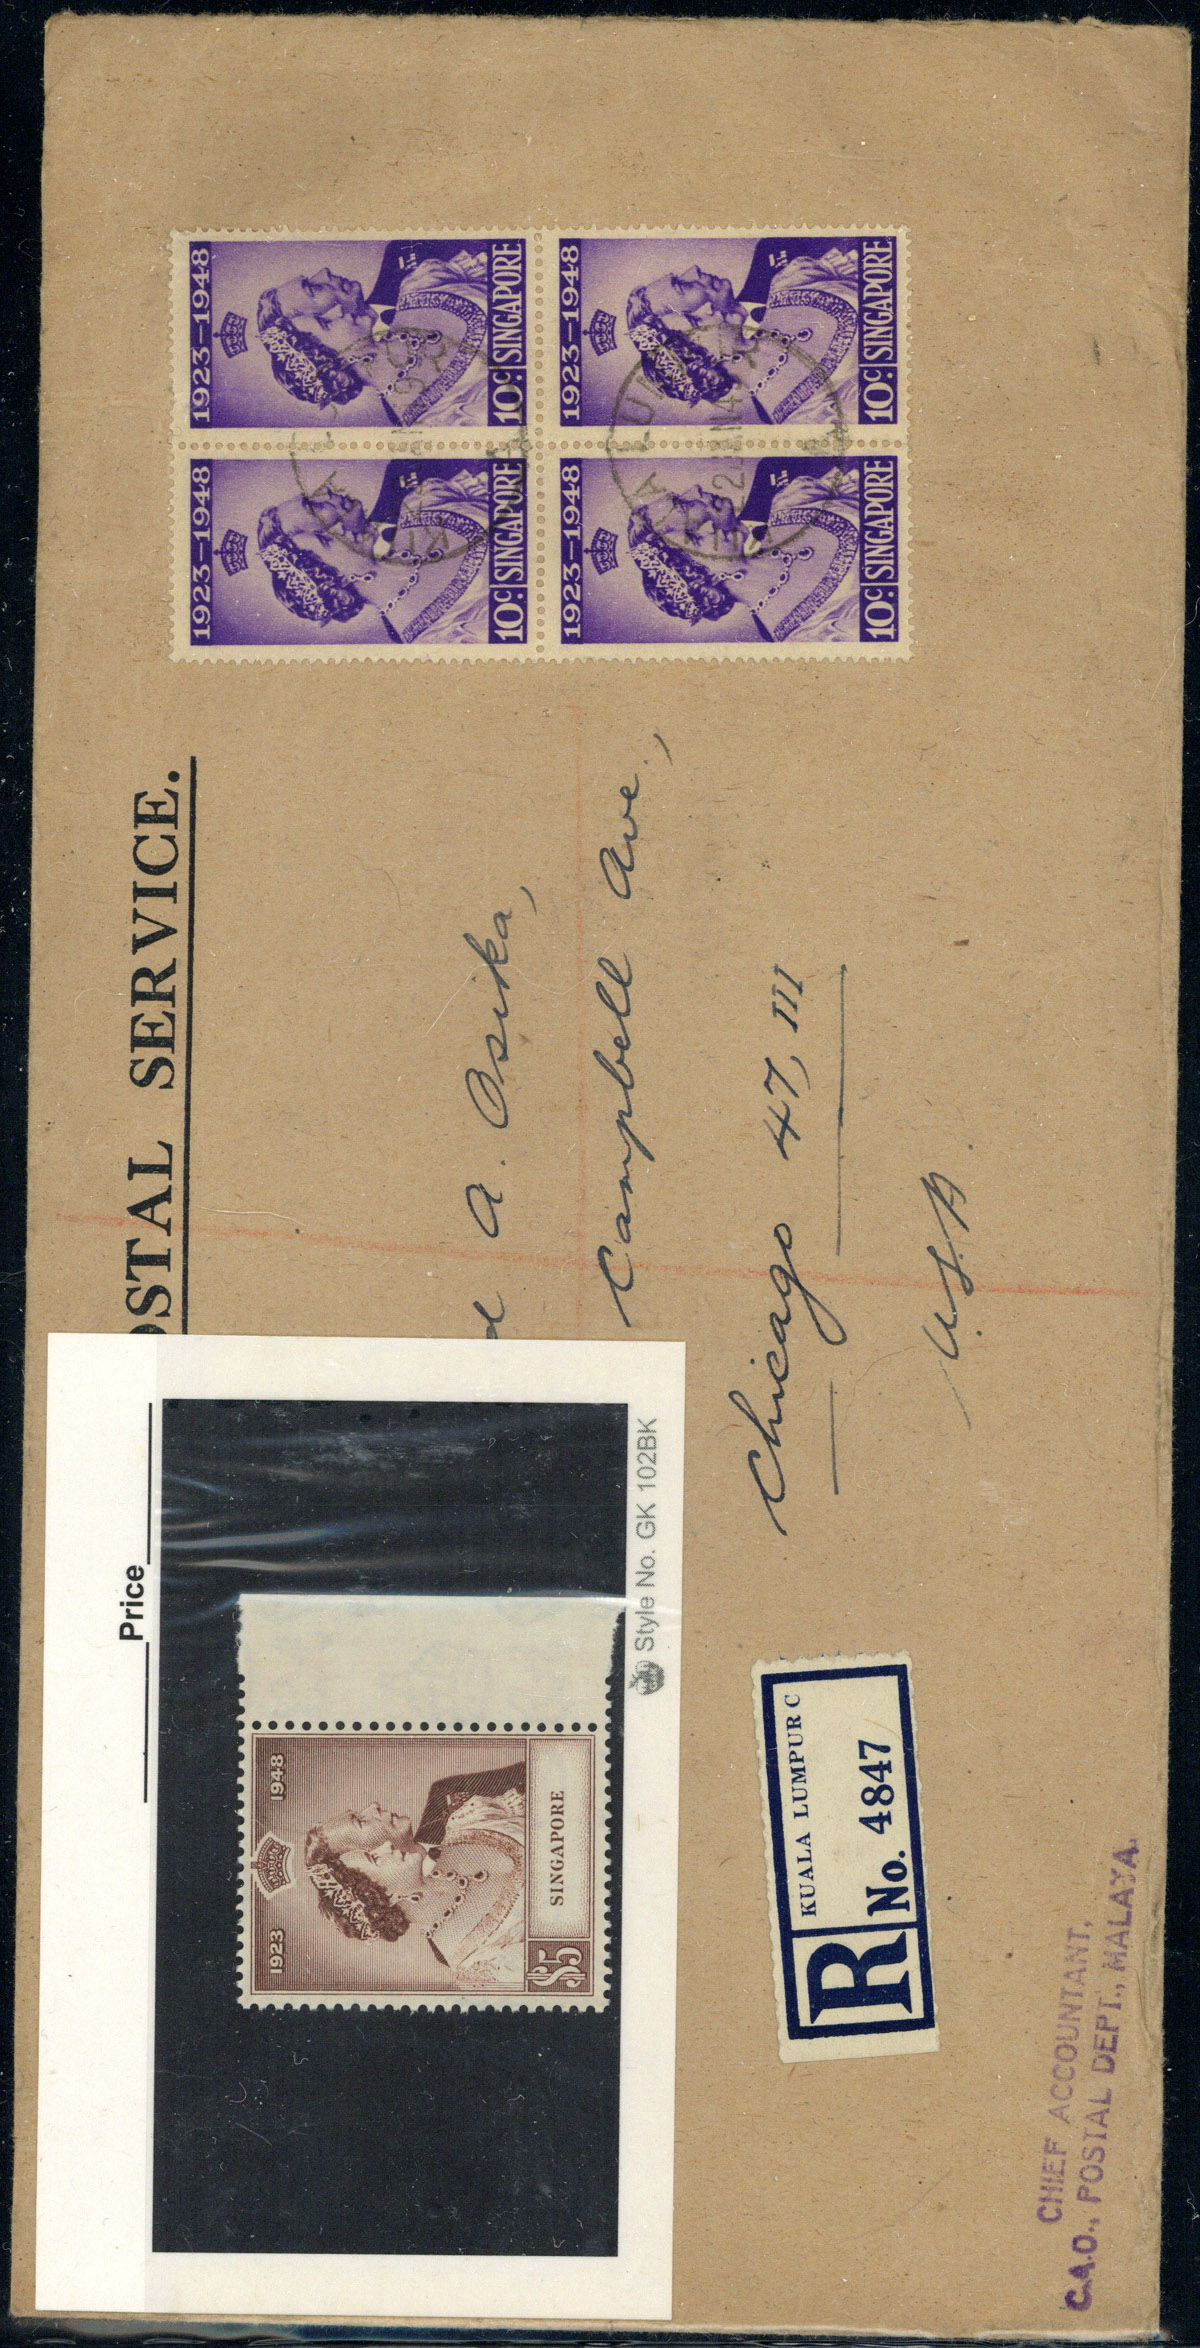 OSTAL SERVICE.
1923–1948
10c. SINGAPORE
1923–1948
10c. SINGAPORE
1923–1948
10c. SINGAPORE
1923–1948
10c. SINGAPORE
d A. Osika,
Campbell Ave.,
Chicago 47, Ill
U.S.A.
Price
1923 1948
$5 SINGAPORE
Style No. GK 102BK
R
KUALA LUMPUR C
No. 4847
CHIEF ACCOUNTANT,
C.A.O., POSTAL DEPT., MALAYA.